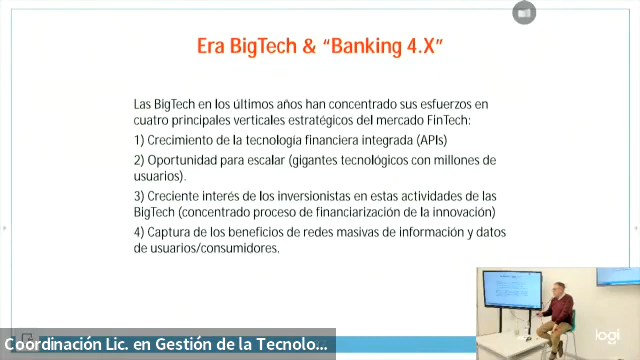 Era BigTech & “Banking 4.X”
Las BigTech en los últimos años han concentrado sus esfuerzos en
cuatro principales verticales estratégicos del mercado FinTech:
1) Crecimiento de la tecnología financiera integrada (APIs)
2) Oportunidad para escalar (gigantes tecnológicos con millones de
usuarios).
3) Creciente interés de los inversionistas en estas actividades de las
BigTech (concentrado proceso de financiarización de la innovación)
4) Captura de los beneficios de redes masivas de información y datos
de usuarios/consumidores.
logi
Coordinación Lic. en Gestión de la Tecnolo...